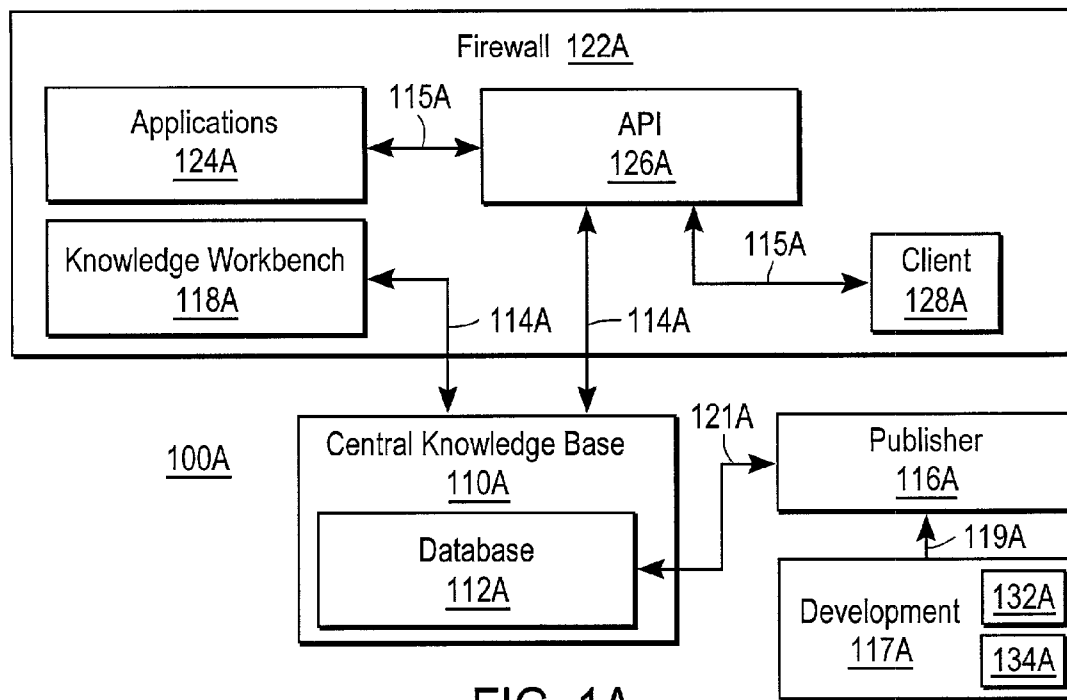 Firewall 122A
Applications
124A
115A
API
126A
Knowledge Workbench
118A
115A
Client
128A
114A
114A
100A
Central Knowledge Base
110A
Database
112A
121A
Publisher
116A
119A
Development
117A
132A
134A
FIG. 1A